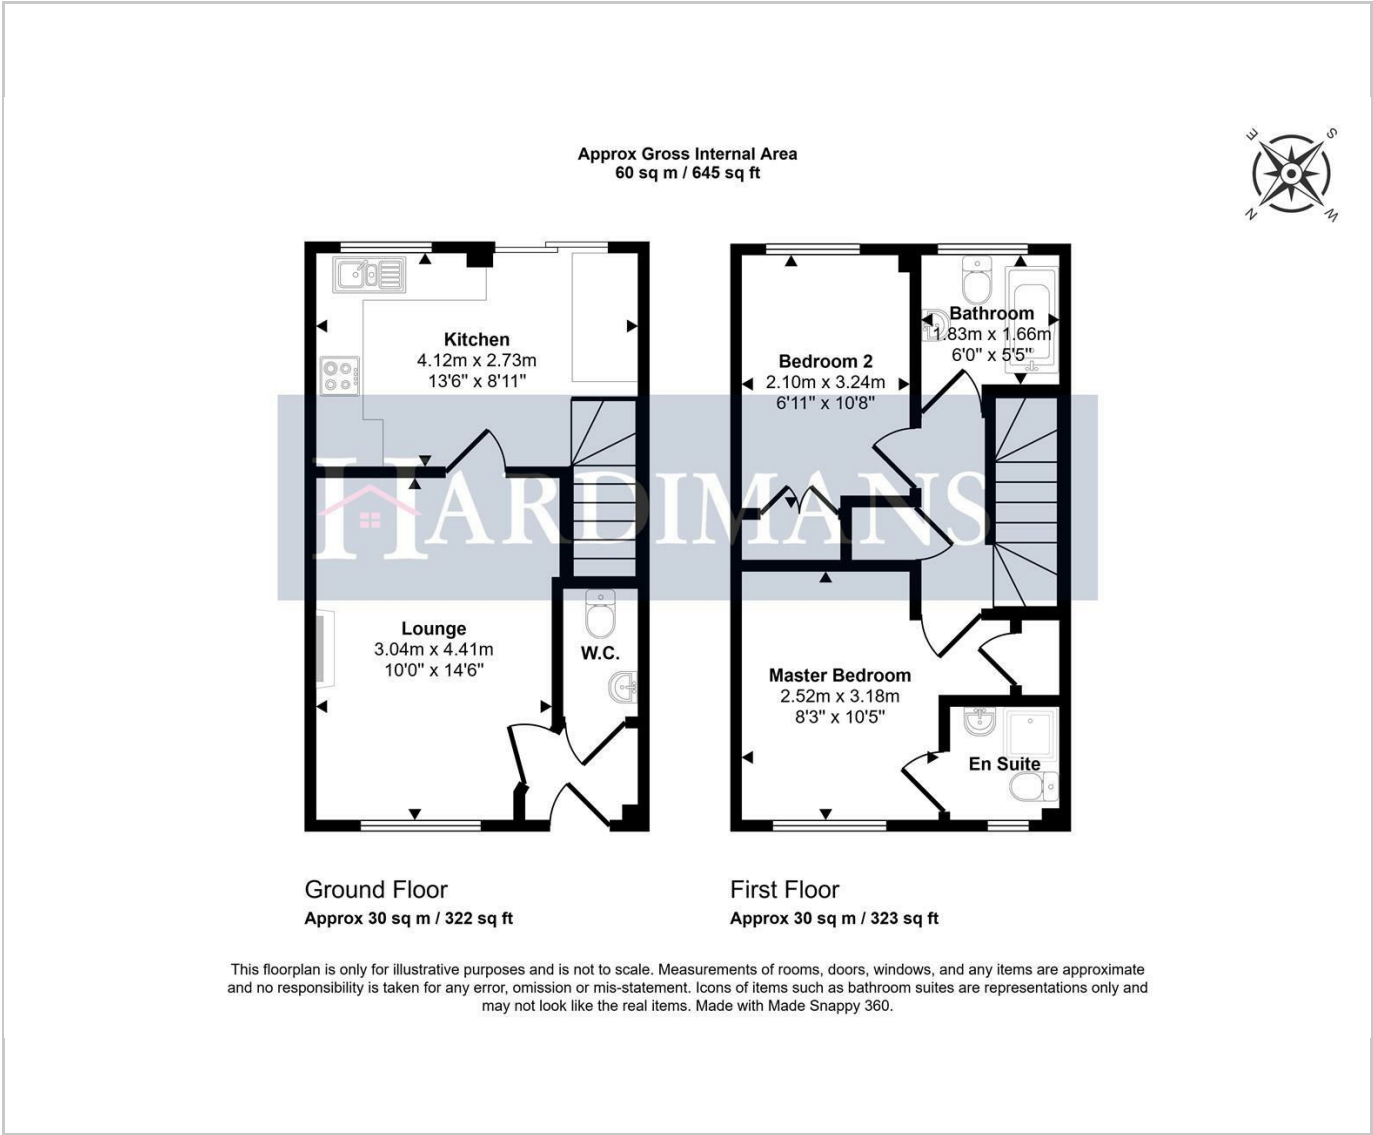 Approx Gross Internal Area
60 sq m / 645 sq ft
E
S
N
W
Kitchen
4.12m x 2.73m
13'6" x 8'11"
Lounge
3.04m x 4.41m
10'0" x 14'6"
W.C.
Bedroom 2
2.10m x 3.24m
6'11" x 10'8"
Bathroom
1.83m x 1.66m
6'0" x 5'5"
Master Bedroom
2.52m x 3.18m
8'3" x 10'5"
En Suite
HARDIMANS
Ground Floor
Approx 30 sq m / 322 sq ft
First Floor
Approx 30 sq m / 323 sq ft
This floorplan is only for illustrative purposes and is not to scale. Measurements of rooms, doors, windows, and any items are approximate
and no responsibility is taken for any error, omission or mis-statement. Icons of items such as bathroom suites are representations only and
may not look like the real items. Made with Made Snappy 360.